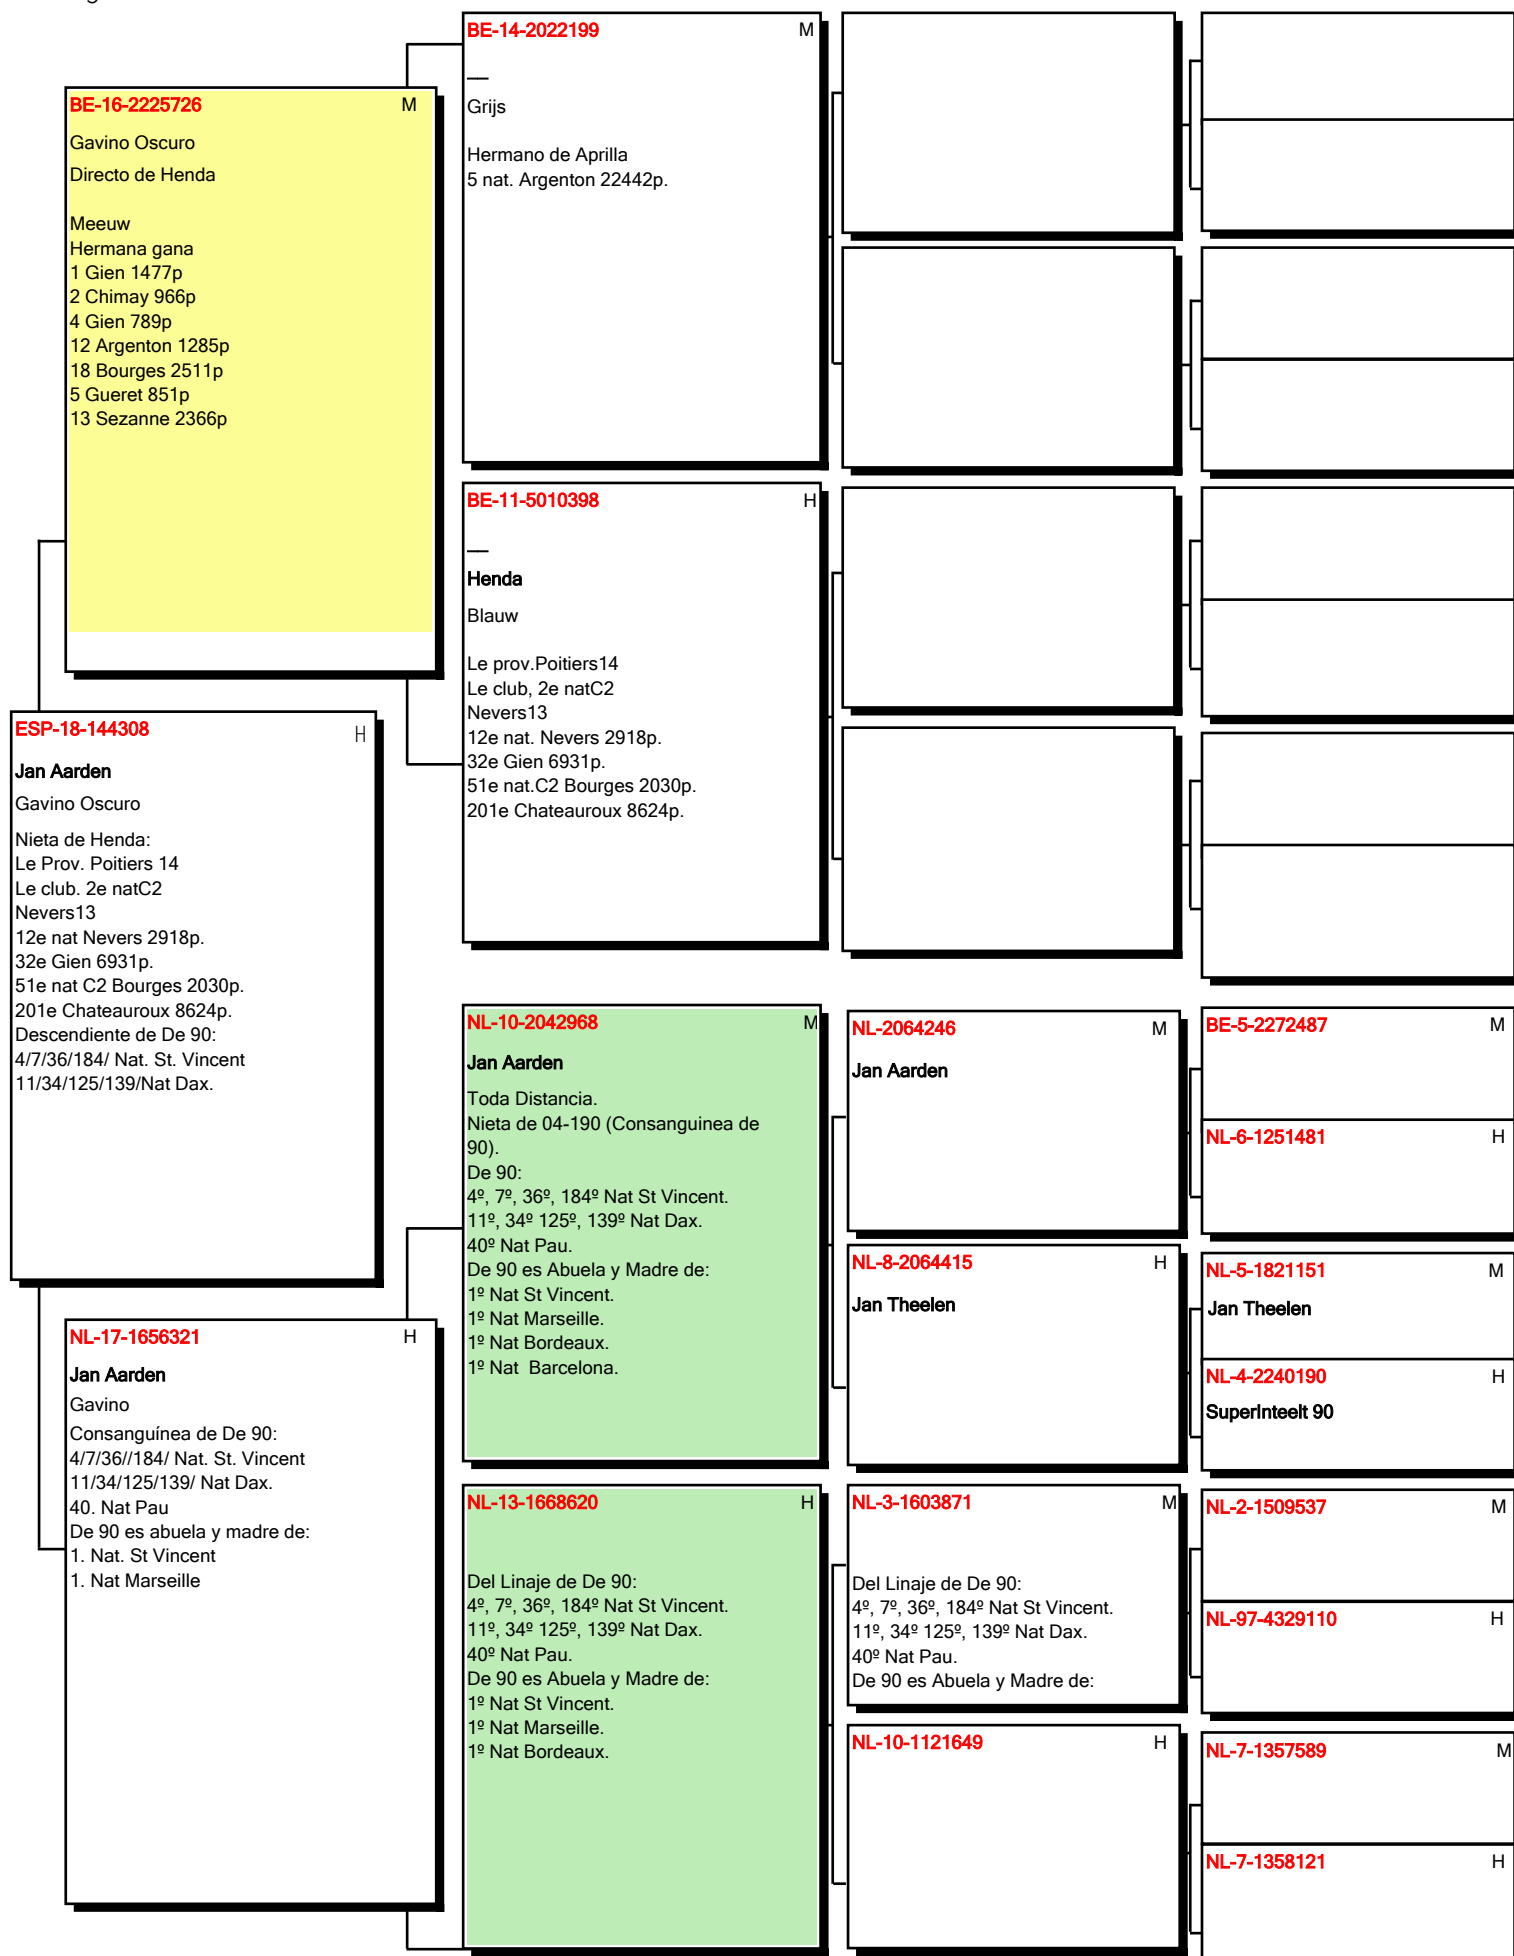 BE-16-2225726 M
Gavino Oscuro
Directo de Henda
Meeuw
Hermana gana
1 Gien 1477p
2 Chimay 966p
4 Gien 789p
12 Argenton 1285p
18 Bourges 2511p
5 Gueret 851p
13 Sezanne 2366p
ESP-18-144308 H
Jan Aarden
Gavino Oscuro
Nieta de Henda:
Le Prov. Poitiers 14
Le club. 2e natC2
Nevers13
12e nat Nevers 2918p.
32e Gien 6931p.
51e nat C2 Bourges 2030p.
201e Chateauroux 8624p.
Descendiente de De 90:
4/7/36/184/ Nat. St. Vincent
11/34/125/139/Nat Dax.
NL-17-1656321 H
Jan Aarden
Gavino
Consanguínea de De 90:
4/7/36//184/ Nat. St. Vincent
11/34/125/139/ Nat Dax.
40. Nat Pau
De 90 es abuela y madre de:
1. Nat. St Vincent
1. Nat Marseille
BE-14-2022199 M
__
Grijs
Hermano de Aprilla
5 nat. Argenton 22442p.
BE-11-5010398 H
__
Henda
Blauw
Le prov.Poitiers14
Le club, 2e natC2
Nevers13
12e nat. Nevers 2918p.
32e Gien 6931p.
51e nat.C2 Bourges 2030p.
201e Chateauroux 8624p.
NL-10-2042968 M
Jan Aarden
Toda Distancia.
Nieta de 04-190 (Consanguinea de
90).
De 90:
4º, 7º, 36º, 184º Nat St Vincent.
11º, 34º 125º, 139º Nat Dax.
40º Nat Pau.
De 90 es Abuela y Madre de:
1º Nat St Vincent.
1º Nat Marseille.
1º Nat Bordeaux.
1º Nat  Barcelona.
NL-13-1668620 H
Del Linaje de De 90:
4º, 7º, 36º, 184º Nat St Vincent.
11º, 34º 125º, 139º Nat Dax.
40º Nat Pau.
De 90 es Abuela y Madre de:
1º Nat St Vincent.
1º Nat Marseille.
1º Nat Bordeaux.
NL-2064246 M
Jan Aarden
NL-8-2064415 H
Jan Theelen
NL-3-1603871 M
Del Linaje de De 90:
4º, 7º, 36º, 184º Nat St Vincent.
11º, 34º 125º, 139º Nat Dax.
40º Nat Pau.
De 90 es Abuela y Madre de:
NL-10-1121649 H
BE-5-2272487 M
NL-6-1251481 H
NL-5-1821151 M
Jan Theelen
NL-4-2240190 H
SuperInteelt 90
NL-2-1509537 M
NL-97-4329110 H
NL-7-1357589 M
NL-7-1358121 H